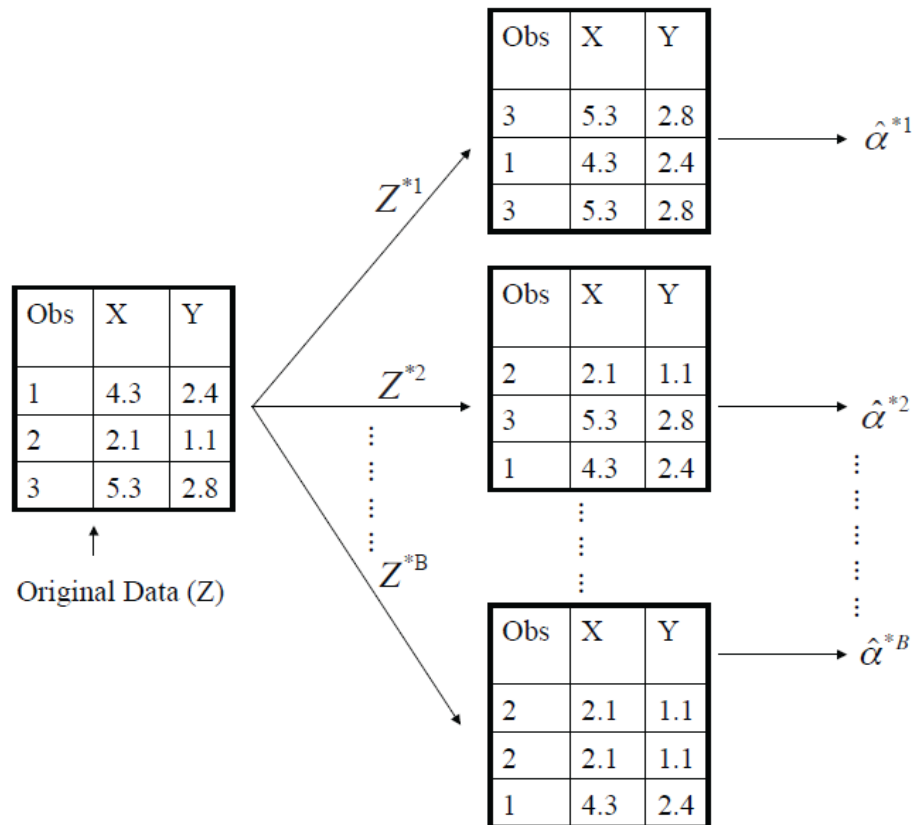 Obs X Y
3 5.3 2.8
1 4.3 2.4
3 5.3 2.8
α̂*1
Z*1
Obs X Y
1 4.3 2.4
2 2.1 1.1
3 5.3 2.8
Original Data (Z)
Z*2
Obs X Y
2 2.1 1.1
3 5.3 2.8
1 4.3 2.4
α̂*2
Z*B
Obs X Y
2 2.1 1.1
2 2.1 1.1
1 4.3 2.4
α̂*B